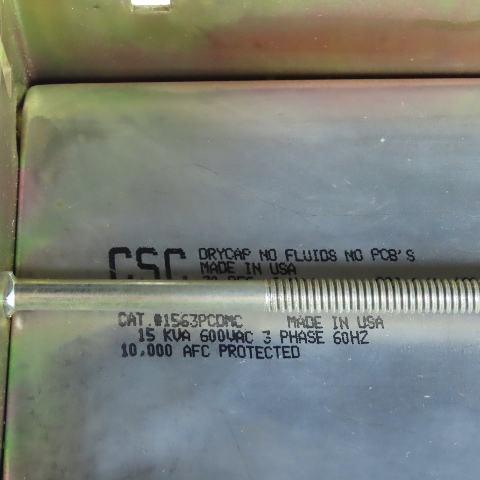 CSC
DRYCAP NO FLUIDS NO PCB'S
MADE IN USA
CAT #1563PCDMC MADE IN USA
15 KVA 600VAC 3 PHASE 60HZ
10,000 AFC PROTECTED